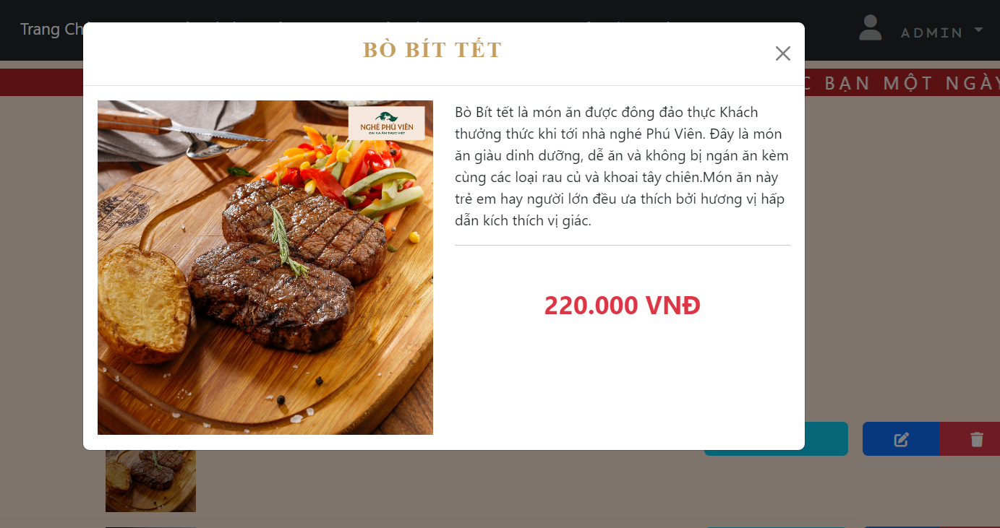 Trang Ch
ADMIN
BÒ BÍT TẾT
BẠN MỘT NGÀY
NGHÉ PHÚ VIÊN
ĐẠI XA ẨM THỰC VIỆT
Bò Bít tết là món ăn được đông đảo thực Khách
thưởng thức khi tới nhà nghé Phú Viên. Đây là món
ăn giàu dinh dưỡng, dễ ăn và không bị ngán ăn kèm
cùng các loại rau củ và khoai tây chiên.Món ăn này
trẻ em hay người lớn đều ưa thích bởi hương vị hấp
dẫn kích thích vị giác.
220.000 VNĐ